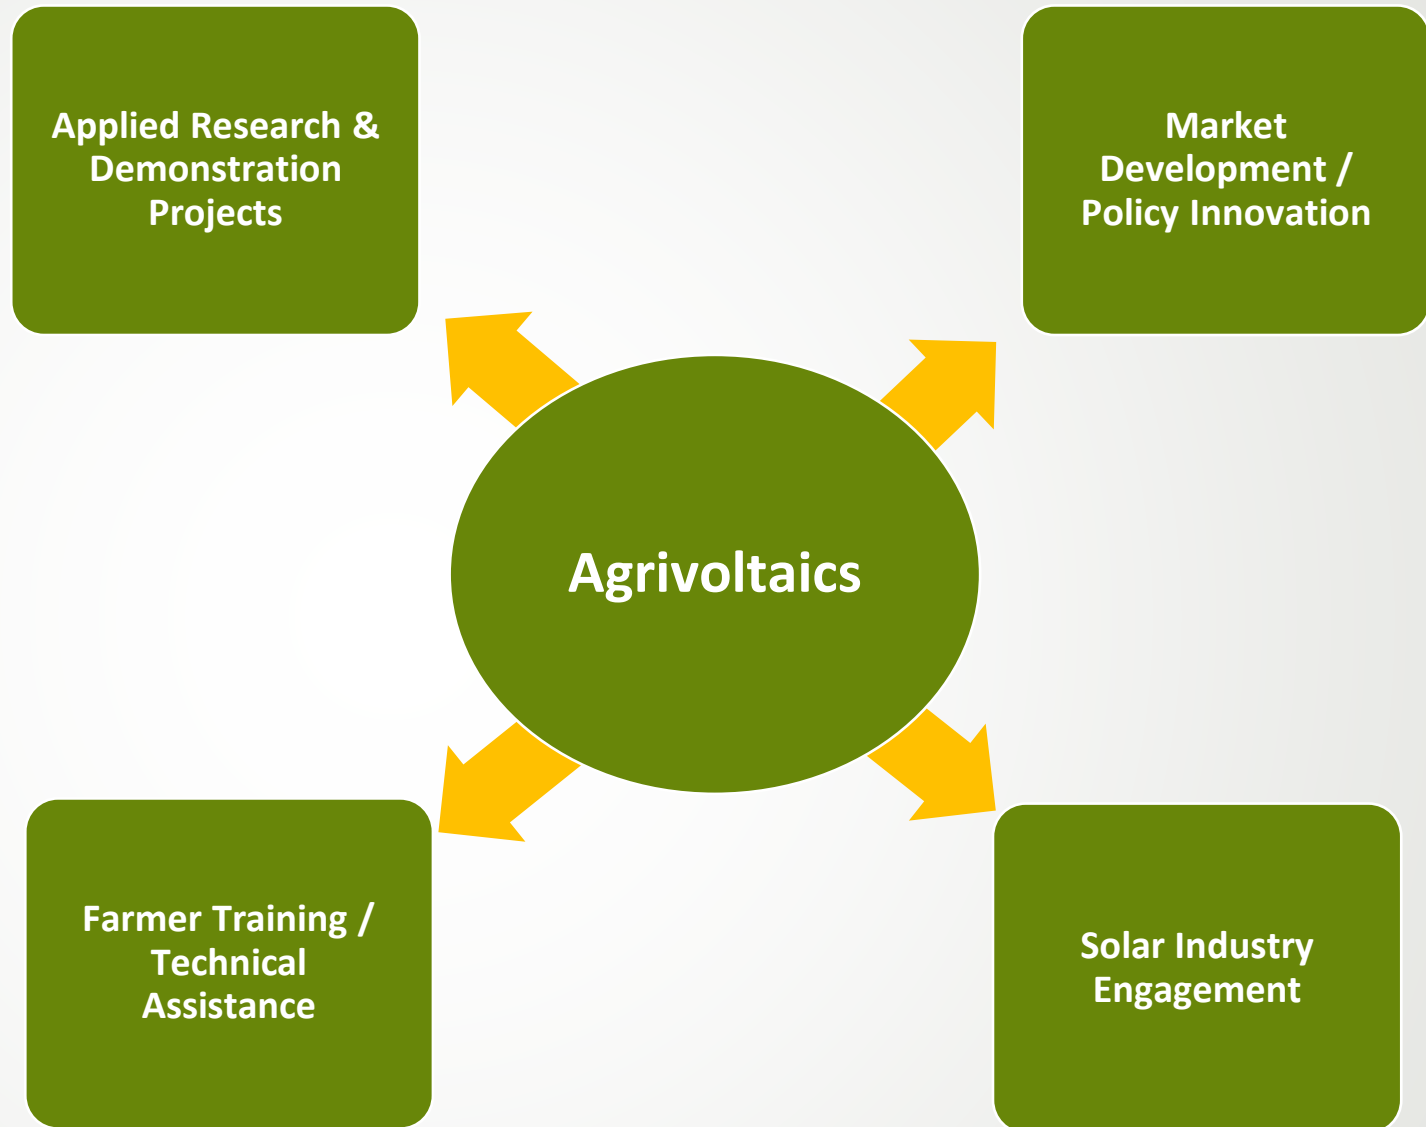 Applied Research &
Demonstration
Projects
Market
Development /
Policy Innovation
Agrivoltaics
Farmer Training /
Technical
Assistance
Solar Industry
Engagement